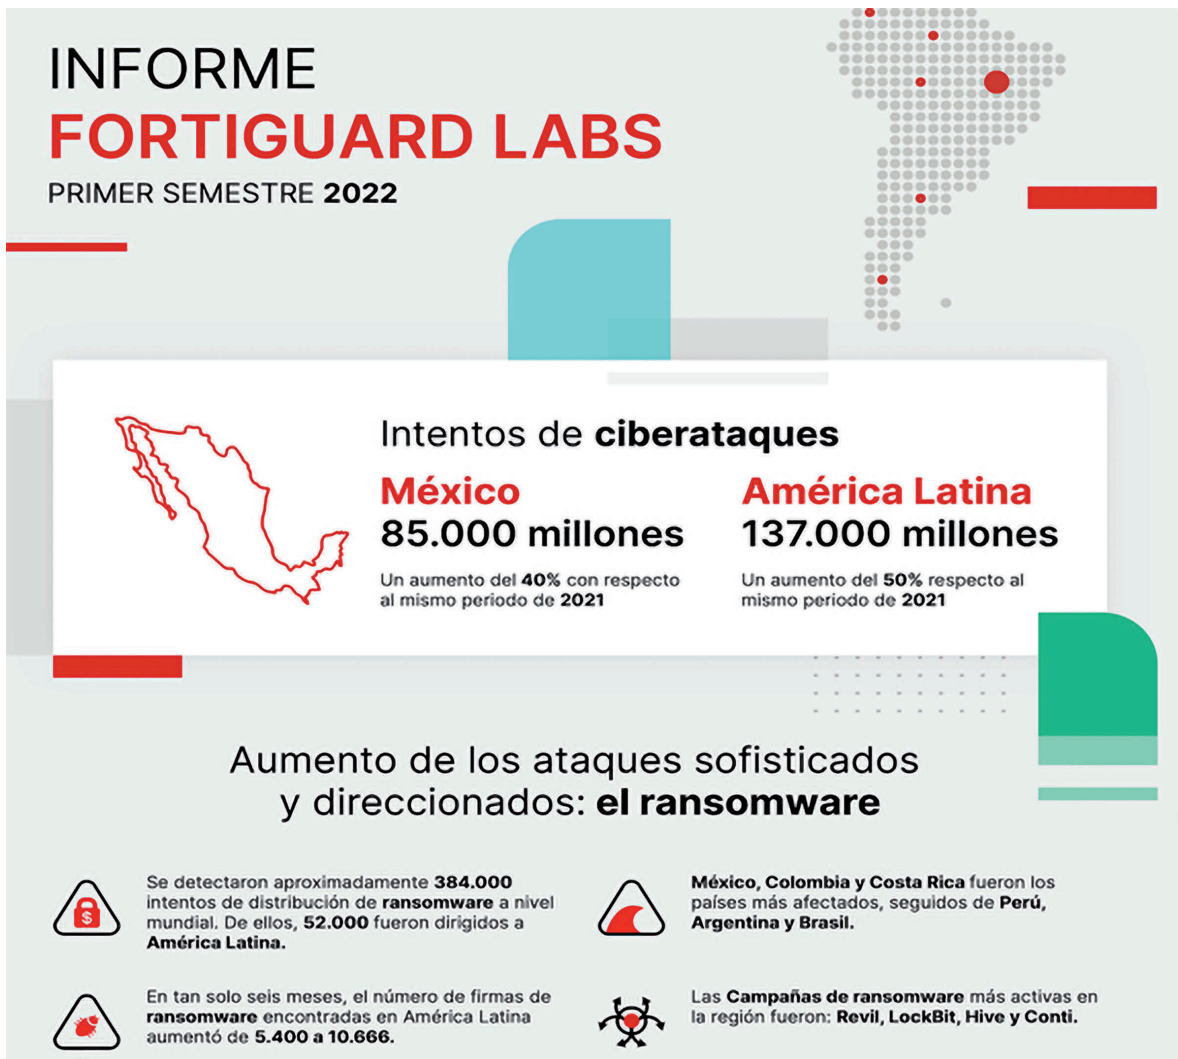 INFORME
FORTIGUARD LABS
PRIMER SEMESTRE 2022
Intentos de ciberataques
México
85.000 millones
Un aumento del 40% con respecto
al mismo periodo de 2021
América Latina
137.000 millones
Un aumento del 50% respecto al
mismo periodo de 2021
Aumento de los ataques sofisticados
y direccionados: el ransomware
Se detectaron aproximadamente 384.000
intentos de distribución de ransomware a nivel
mundial. De ellos, 52.000 fueron dirigidos a
América Latina.
México, Colombia y Costa Rica fueron los
países más afectados, seguidos de Perú,
Argentina y Brasil.
En tan solo seis meses, el número de firmas de
ransomware encontradas en América Latina
aumentó de 5.400 a 10.666.
Las Campañas de ransomware más activas en
la región fueron: Revil, LockBit, Hive y Conti.
$